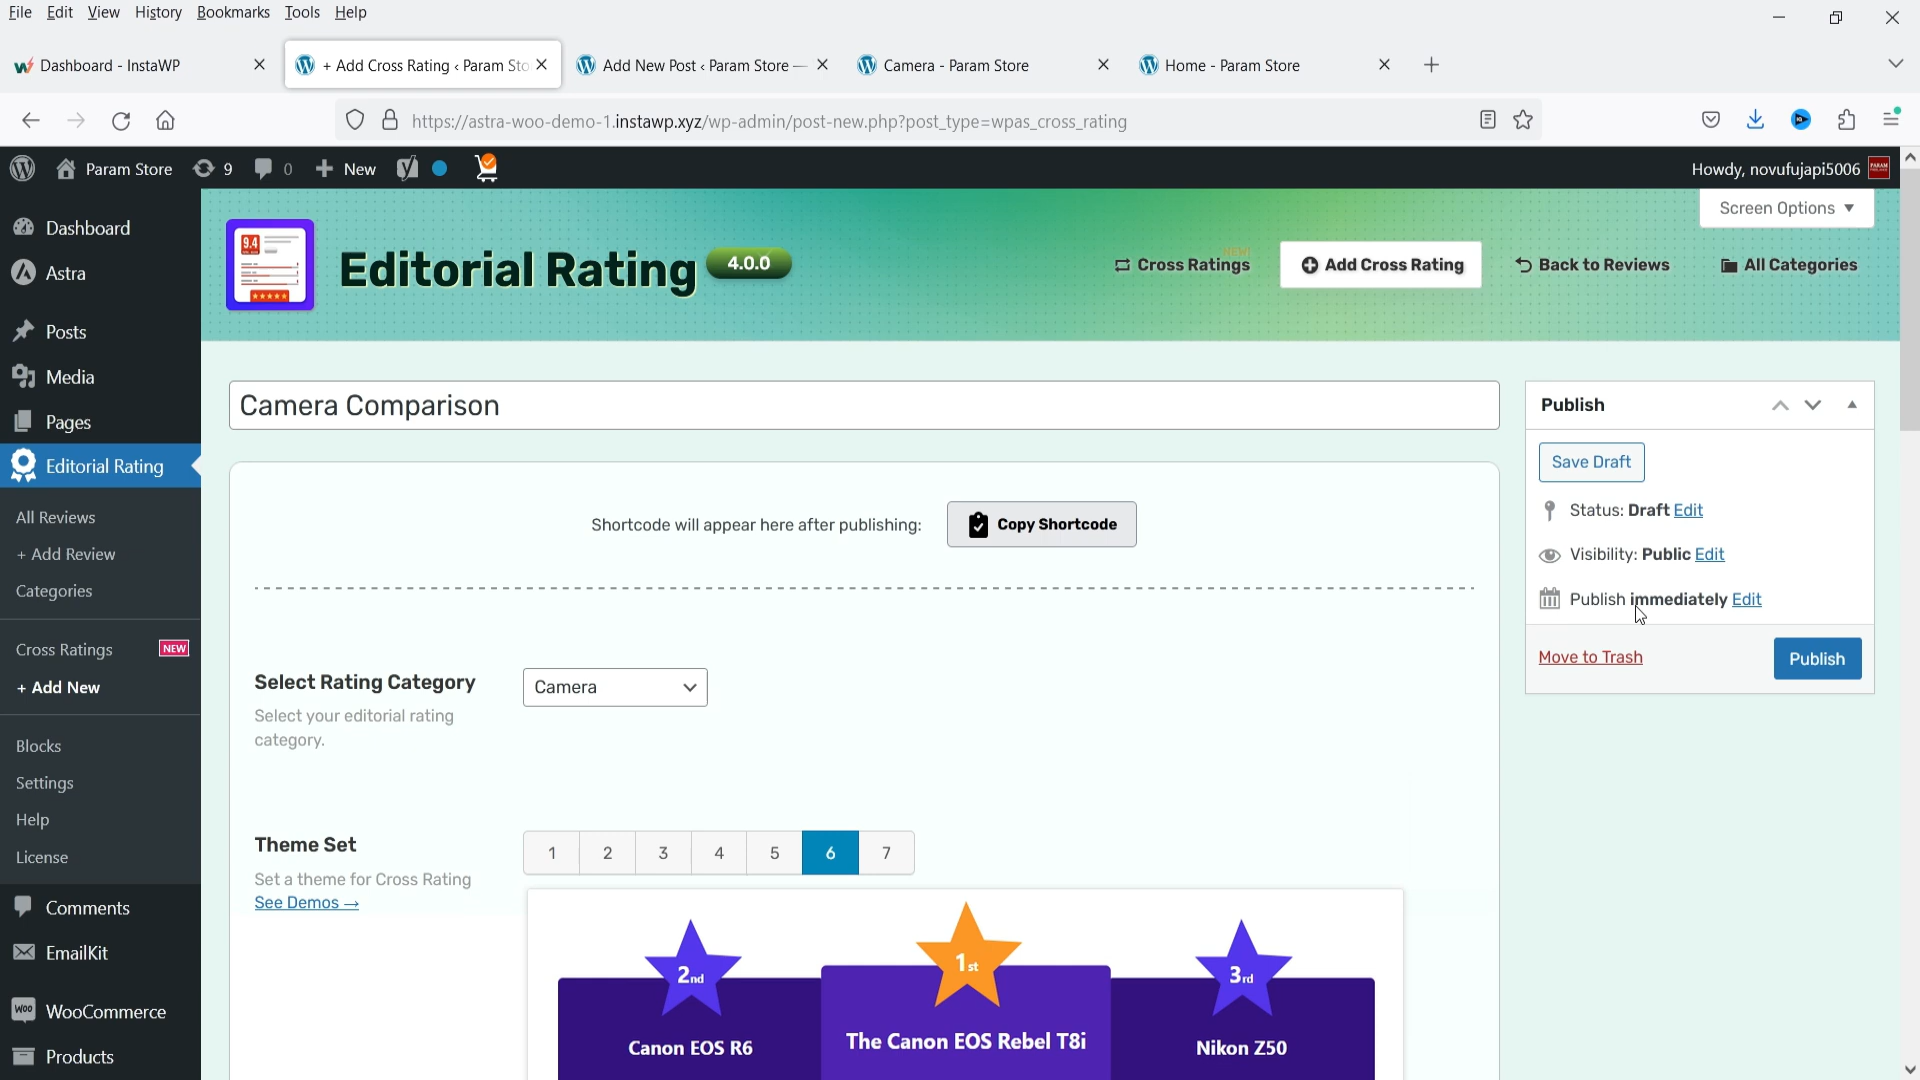 File Edit View History Bookmarks Tools Help
Dashboard - InstaWP
+ Add Cross Rating ‹ Param Sto
Add New Post ‹ Param Store —
Camera - Param Store
Home - Param Store
https://astra-woo-demo-1.instawp.xyz/wp-admin/post-new.php?post_type=wpas_cross_rating
Param Store 9 0 New Howdy, novufujapi5006
Screen Options
Dashboard
Astra
Posts
Media
Pages
Editorial Rating
All Reviews
+ Add Review
Categories
Cross Ratings NEW
+ Add New
Blocks
Settings
Help
License
Comments
EmailKit
WooCommerce
Products
9.4
Editorial Rating 4.0.0
NEW!
Cross Ratings
Add Cross Rating
Back to Reviews
All Categories
Camera Comparison
Shortcode will appear here after publishing: Copy Shortcode
Select Rating Category
Select your editorial rating
category.
Camera
Theme Set
Set a theme for Cross Rating
See Demos →
1 2 3 4 5 6 7
2nd 1st 3rd
Canon EOS R6 The Canon EOS Rebel T8i Nikon Z50
Publish
Save Draft
Status: Draft Edit
Visibility: Public Edit
Publish immediately Edit
Move to Trash Publish